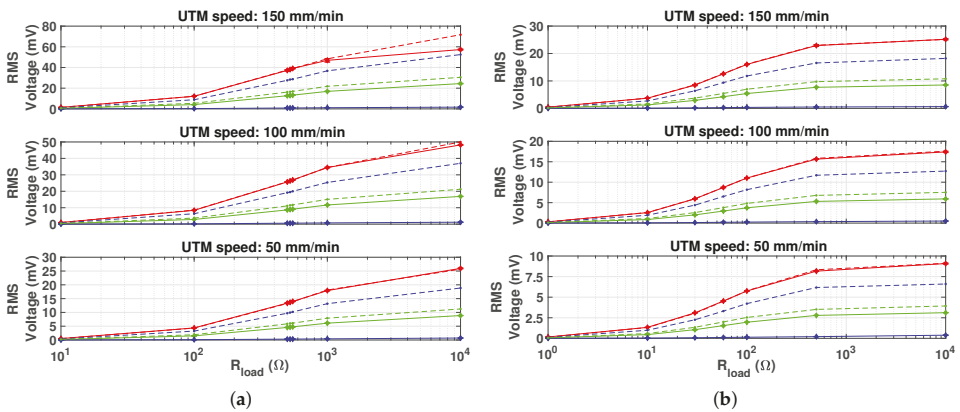 UTM speed: 150 mm/min
RMS
Voltage (mV)
80
60
40
20
0
UTM speed: 100 mm/min
RMS
Voltage (mV)
50
40
30
20
10
0
UTM speed: 50 mm/min
RMS
Voltage (mV)
30
25
20
15
10
5
0
10^1
10^2
10^3
10^4
R_load (Ω)
(a)
UTM speed: 150 mm/min
RMS
Voltage (mV)
30
20
10
0
UTM speed: 100 mm/min
RMS
Voltage (mV)
20
15
10
5
0
UTM speed: 50 mm/min
RMS
Voltage (mV)
10
7.5
5
2.5
0
10^0
10^1
10^2
10^3
10^4
R_load (Ω)
(b)